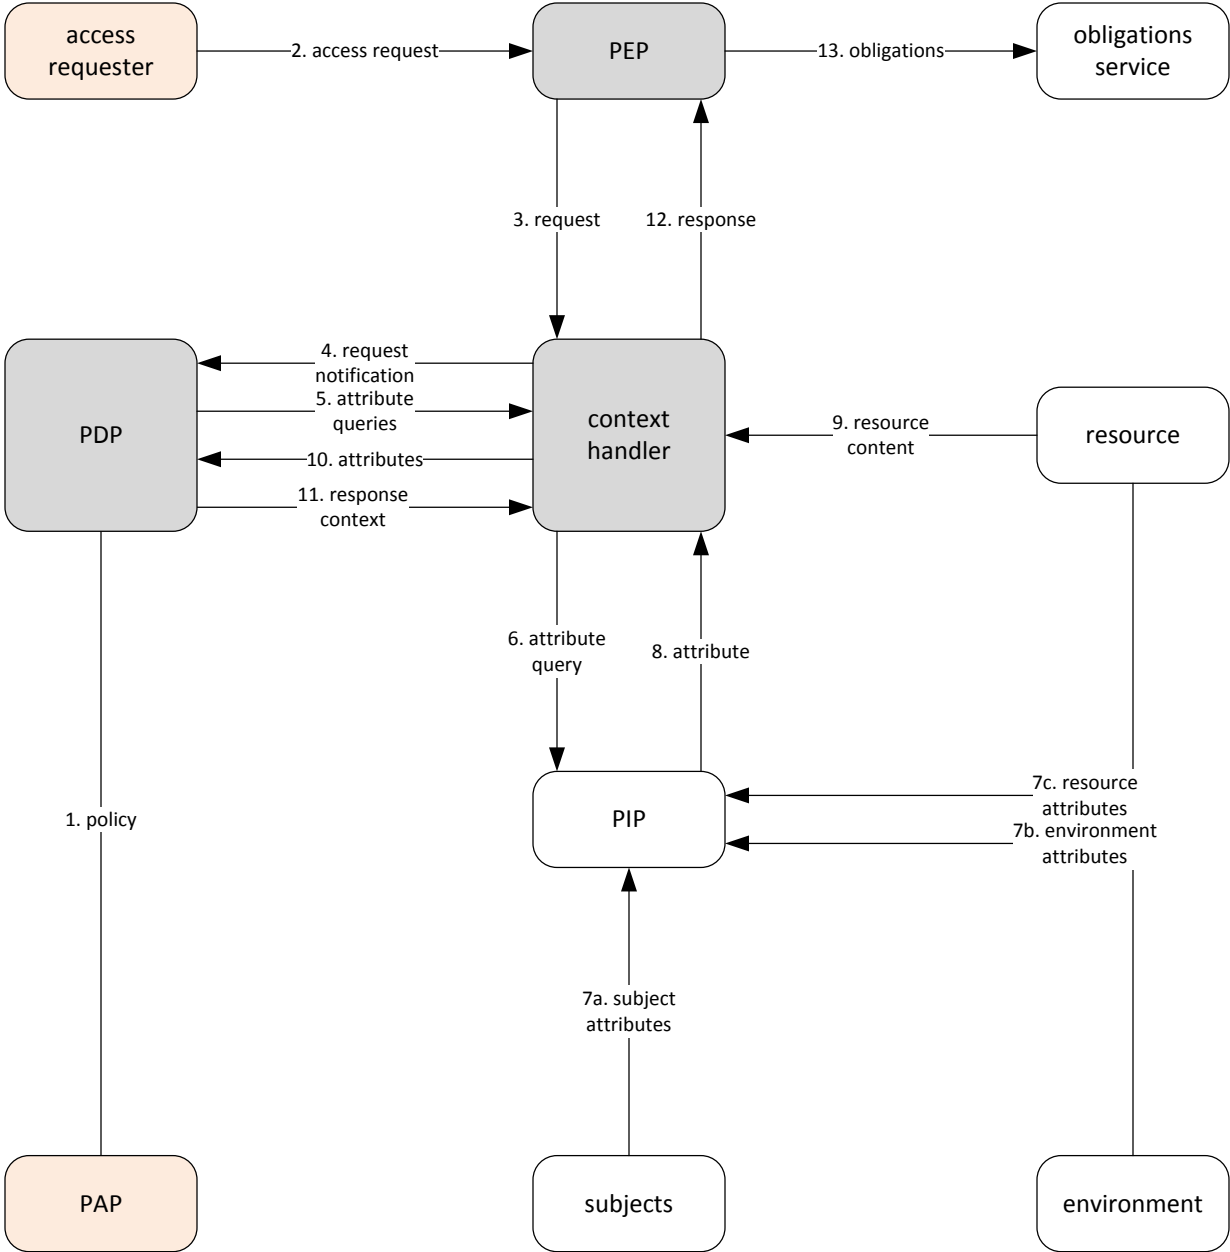 access
requester
2. access request
PEP
13. obligations
obligations
service
3. request
12. response
4. request
notification
5. attribute
queries
PDP
context
handler
9. resource
content
resource
10. attributes
11. response
context
6. attribute
query
8. attribute
1. policy
PIP
7c. resource
attributes
7b. environment
attributes
7a. subject
attributes
PAP
subjects
environment